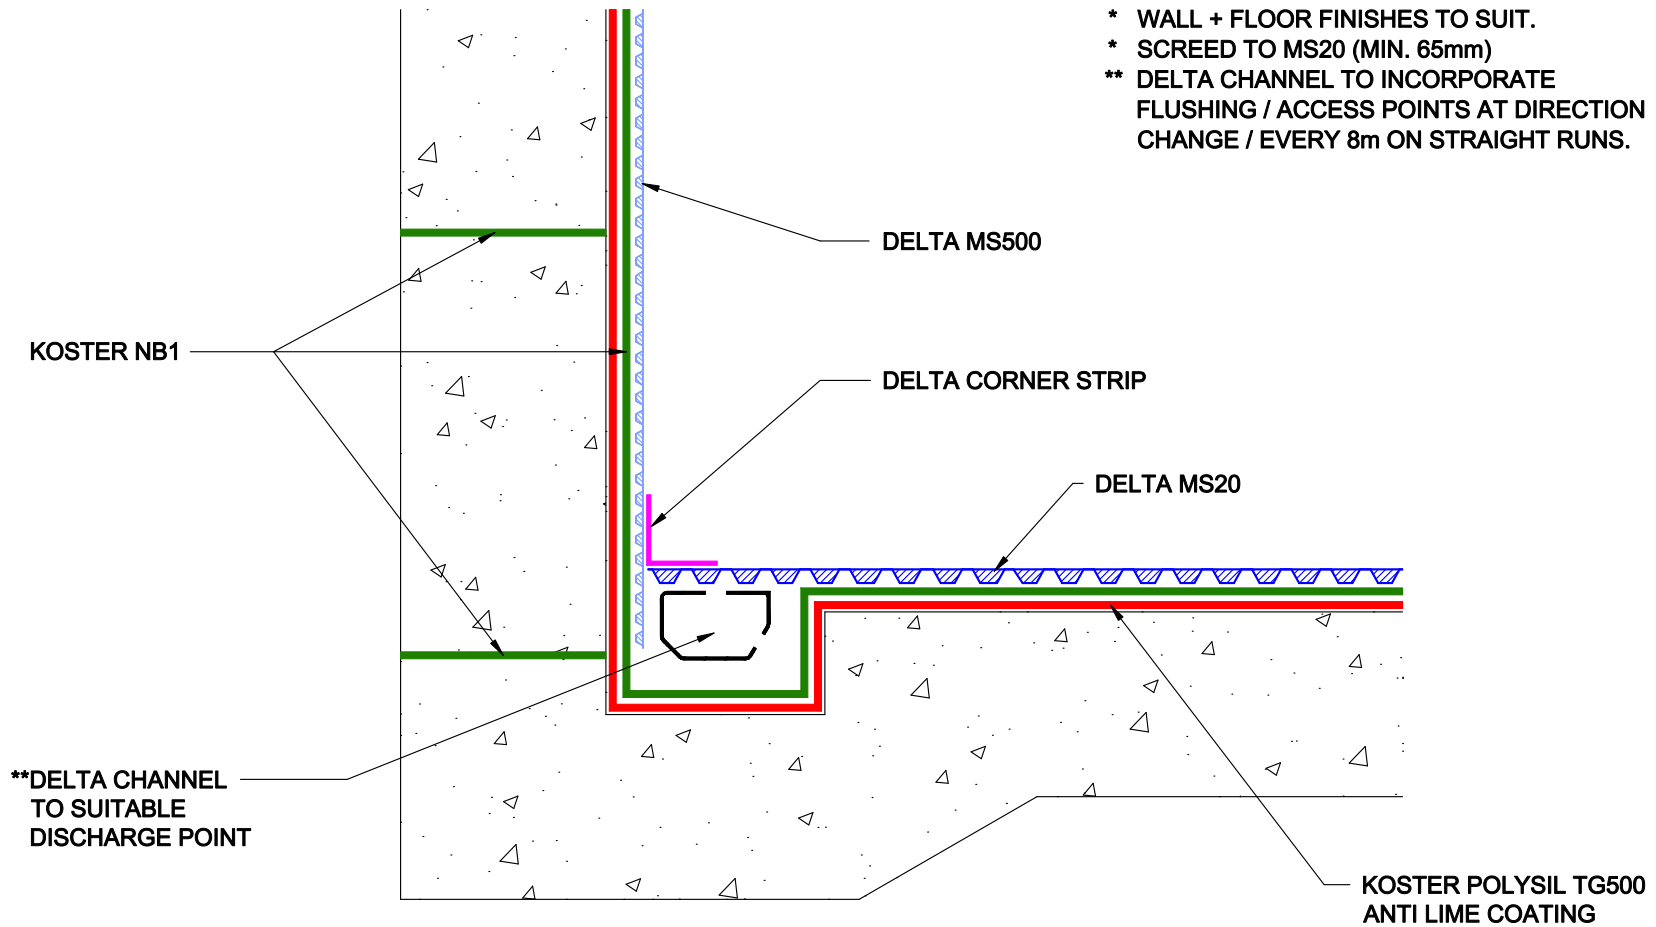 * WALL + FLOOR FINISHES TO SUIT.
* SCREED TO MS20 (MIN. 65mm)
** DELTA CHANNEL TO INCORPORATE
FLUSHING / ACCESS POINTS AT DIRECTION
CHANGE / EVERY 8m ON STRAIGHT RUNS.
DELTA MS500
KOSTER NB1
DELTA CORNER STRIP
DELTA MS20
**DELTA CHANNEL
TO SUITABLE
DISCHARGE POINT
KOSTER POLYSIL TG500
ANTI LIME COATING